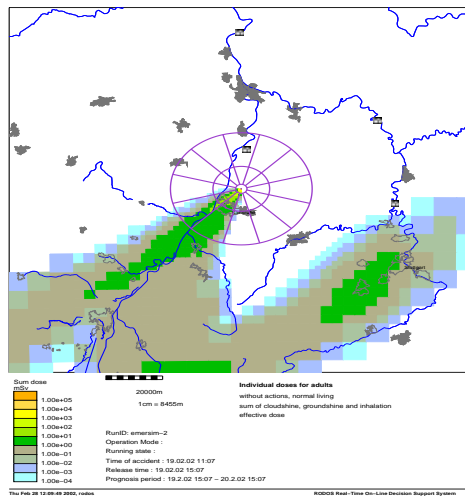 Sum dose
mSv
1.00e+05
1.00e+04
1.00e+03
1.00e+02
1.00e+01
1.00e+00
1.00e-01
1.00e-02
1.00e-03
1.00e-04
20000m
1cm = 8455m
RunID: emersim-2
Operation Mode :
Running state :
Time of accident : 19.02.02 11:07
Release time : 19.02.02 15:07
Prognosis period : 19.2.02 15:07 - 20.2.02 15:07
Individual doses for adults
without actions, normal living
sum of cloudshine, groundshine and inhalation
effective dose
Thu Feb 28 12:09:49 2002, rodos
RODOS Real-Time On-Line Decision Support System